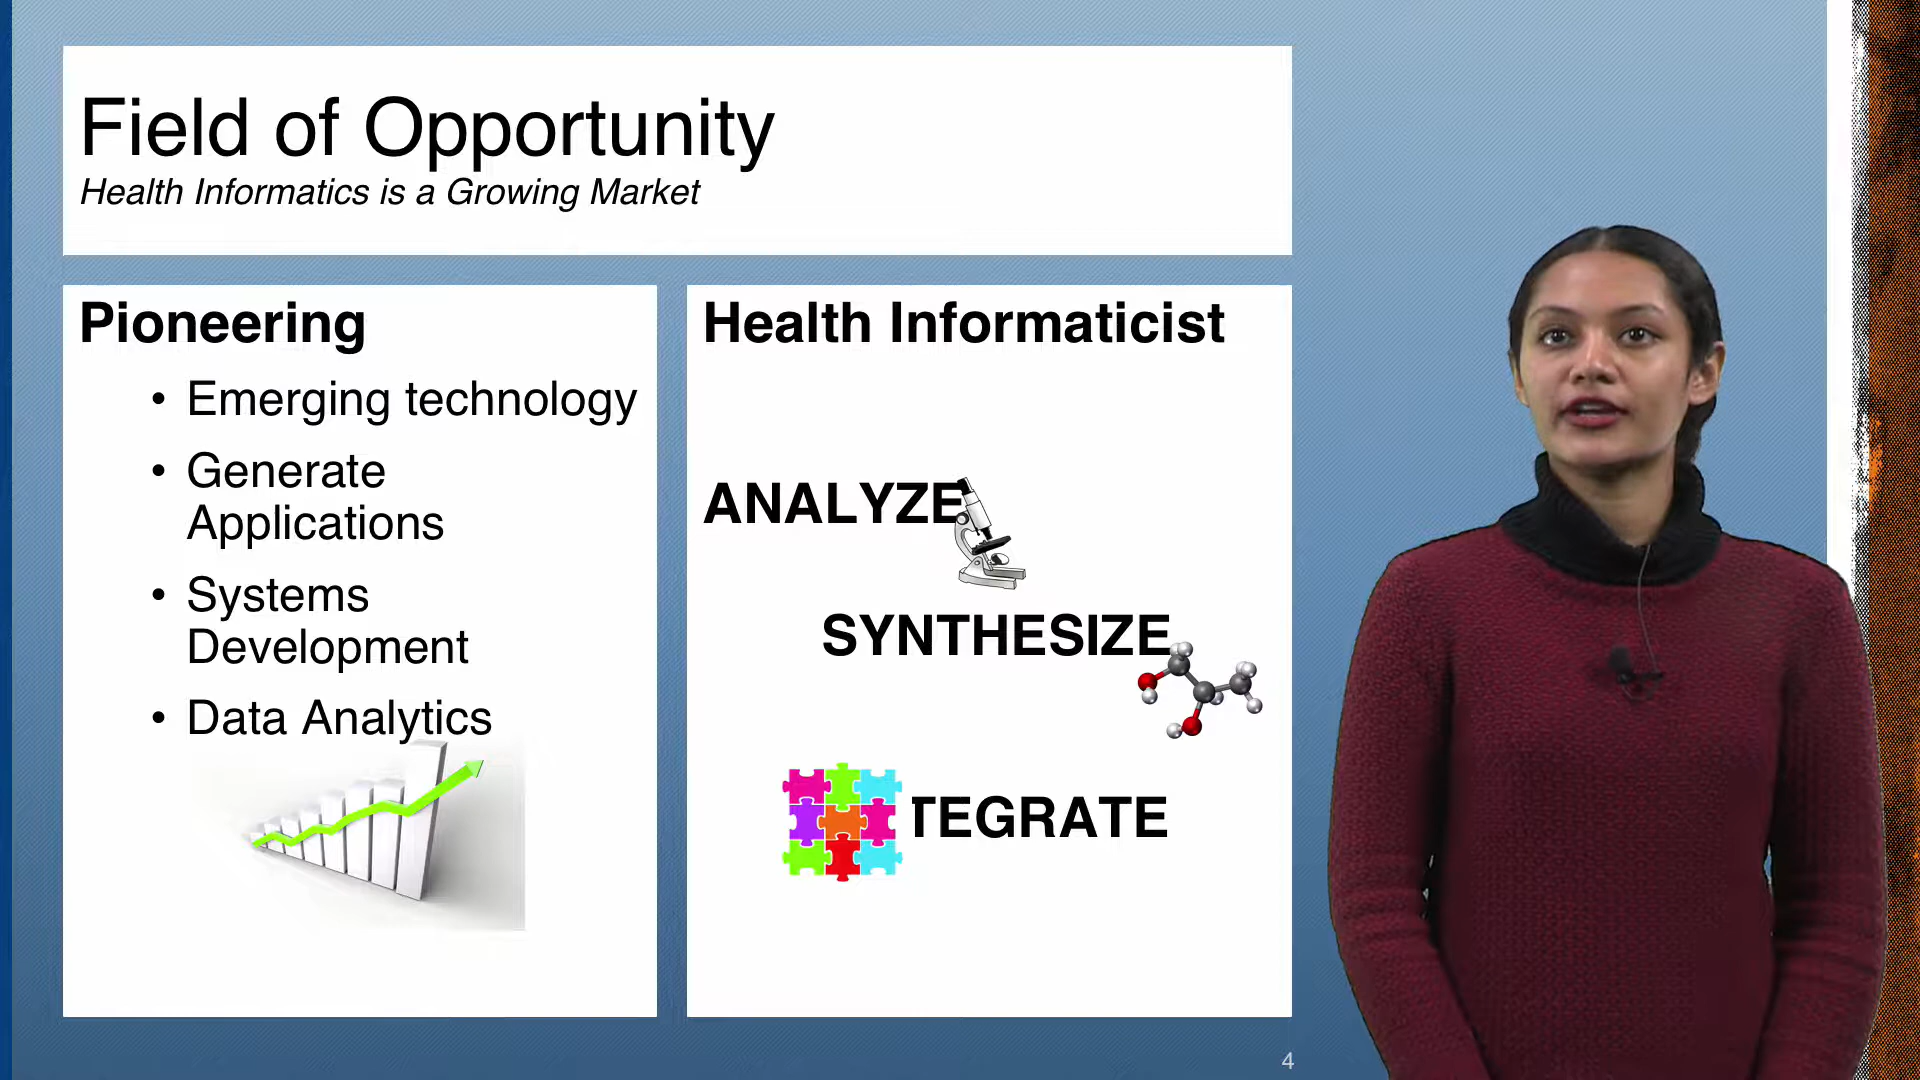 Field of Opportunity
Health Informatics is a Growing Market
Pioneering
• Emerging technology
• Generate
Applications
• Systems
Development
• Data Analytics
Health Informaticist
ANALYZE
SYNTHESIZE
TEGRATE
4